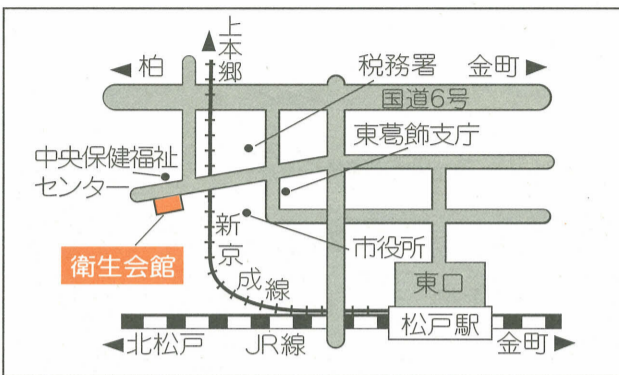 上本郷
柏
税務署
金町
国道6号
東葛飾支庁
中央保健福祉
センター
新京成線
市役所
衛生会館
東口
松戸駅
北松戸
JR線
金町